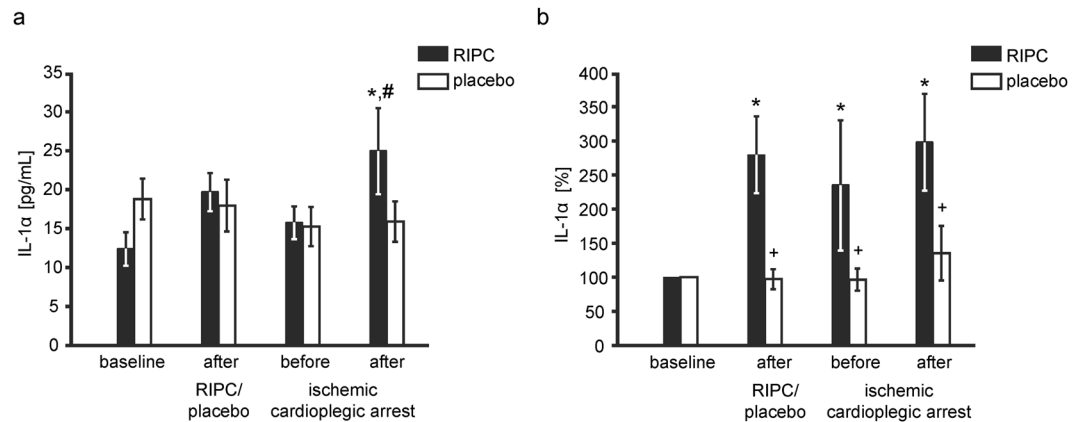 a
RIPC
placebo
IL-1α [pg/mL]
35
30
25
20
15
10
5
0
*,#
baseline
after
before
after
RIPC/
placebo
ischemic
cardioplegic arrest
b
RIPC
placebo
IL-1α [%]
400
350
300
250
200
150
100
50
0
*
*
*
+
+
+
baseline
after
before
after
RIPC/
placebo
ischemic
cardioplegic arrest